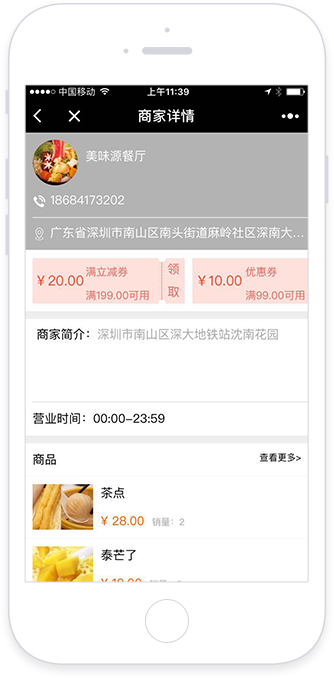 中国移动 上午11:39
商家详情
美味源餐厅
18684173202
广东省深圳市南山区南头街道麻岭社区深南大...
¥20.00 满立减券 满199.00可用 领取 ¥10.00 优惠券 满99.00可用
商家简介: 深圳市南山区深大地铁站沈南花园
营业时间: 00:00-23:59
商品 查看更多>
茶点
¥ 28.00 销量: 2
泰芒了